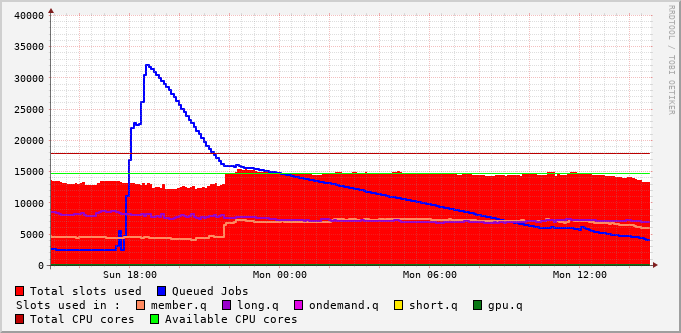 RRDTOOL / TOBI OETIKER
40000
35000
30000
25000
20000
15000
10000
5000
0
Sun 18:00 Mon 00:00 Mon 06:00 Mon 12:00
Total slots used Queued Jobs
Slots used in : member.q long.q ondemand.q short.q gpu.q
Total CPU cores Available CPU cores